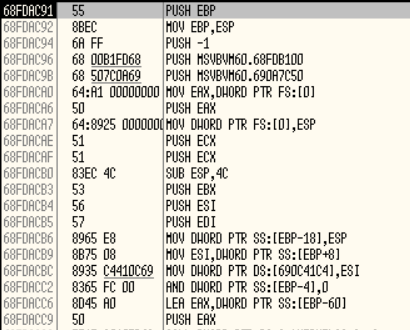 68FDAC91 55 PUSH EBP
68FDAC92 8BEC MOV EBP,ESP
68FDAC94 6A FF PUSH -1
68FDAC96 68 00B1FD68 PUSH MSVBVM60.68FDB100
68FDAC9B 68 507C0A69 PUSH MSVBVM60.690A7C50
68FDACA0 64:A1 00000000 MOV EAX,DWORD PTR FS:[0]
68FDACA6 50 PUSH EAX
68FDACA7 64:8925 000000( MOV DWORD PTR FS:[0],ESP
68FDACAE 51 PUSH ECX
68FDACAF 51 PUSH ECX
68FDACB0 83EC 4C SUB ESP,4C
68FDACB3 53 PUSH EBX
68FDACB4 56 PUSH ESI
68FDACB5 57 PUSH EDI
68FDACB6 8965 E8 MOV DWORD PTR SS:[EBP-18],ESP
68FDACB9 8B75 08 MOV ESI,DWORD PTR SS:[EBP+8]
68FDACBC 8935 C4410C69 MOV DWORD PTR DS:[690C41C4],ESI
68FDACC2 8365 FC 00 AND DWORD PTR SS:[EBP-4],0
68FDACC6 8D45 A0 LEA EAX,DWORD PTR SS:[EBP-60]
68FDACC9 50 PUSH EAX